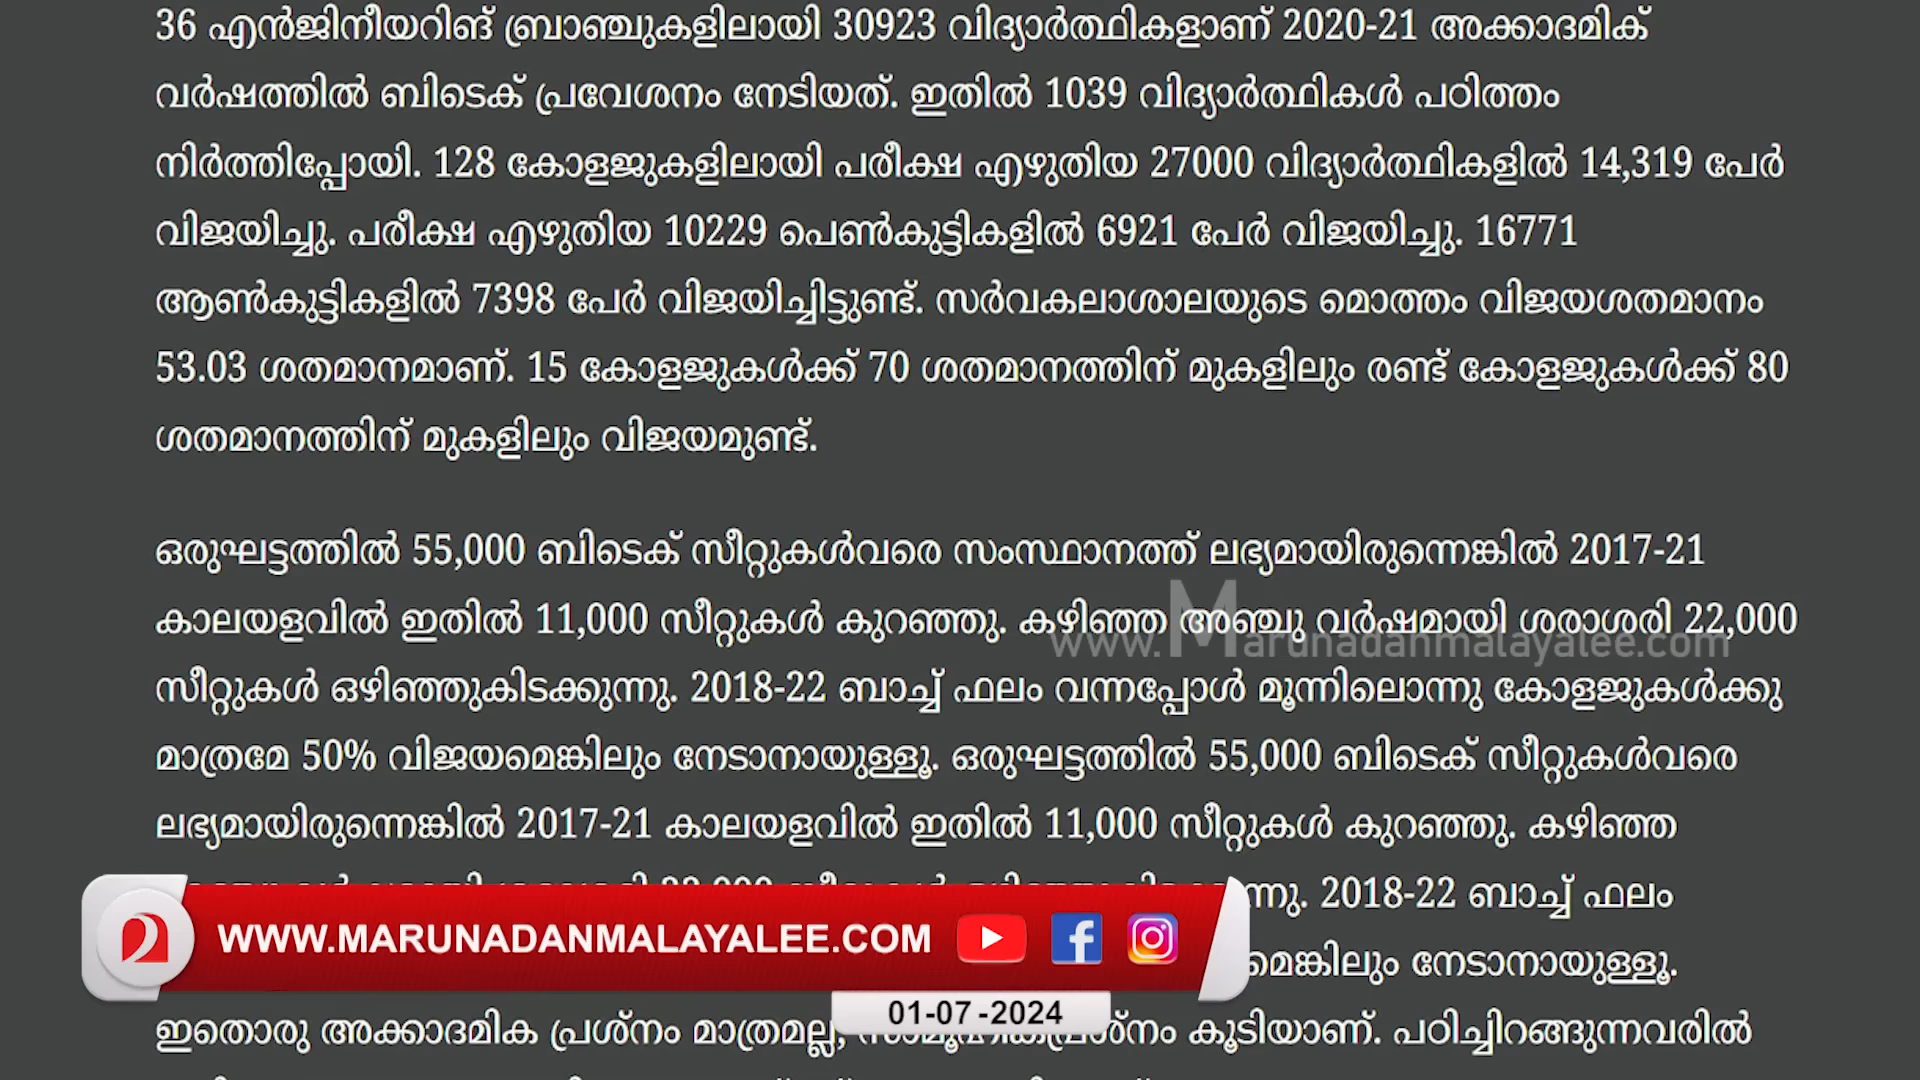 36 എൻജിനീയറിങ് ബ്രാഞ്ചുകളിലായി 30923 വിദ്യാർത്ഥികളാണ് 2020-21 അക്കാദമിക്
വർഷത്തിൽ ബിടെക് പ്രവേശനം നേടിയത്. ഇതിൽ 1039 വിദ്യാർത്ഥികൾ പഠിത്തം
നിർത്തിപ്പോയി. 128 കോളജുകളിലായി പരീക്ഷ എഴുതിയ 27000 വിദ്യാർത്ഥികളിൽ 14,319 പേർ
വിജയിച്ചു. പരീക്ഷ എഴുതിയ 10229 പെൺകുട്ടികളിൽ 6921 പേർ വിജയിച്ചു. 16771
ആൺകുട്ടികളിൽ 7398 പേർ വിജയിച്ചിട്ടുണ്ട്. സർവകലാശാലയുടെ മൊത്തം വിജയശതമാനം
53.03 ശതമാനമാണ്. 15 കോളജുകൾക്ക് 70 ശതമാനത്തിന് മുകളിലും രണ്ട് കോളജുകൾക്ക് 80
ശതമാനത്തിന് മുകളിലും വിജയമുണ്ട്.
ഒരുഘട്ടത്തിൽ 55,000 ബിടെക് സീറ്റുകൾവരെ സംസ്ഥാനത്ത് ലഭ്യമായിരുന്നെങ്കിൽ 2017-21
കാലയളവിൽ ഇതിൽ 11,000 സീറ്റുകൾ കുറഞ്ഞു. കഴിഞ്ഞ അഞ്ചു വർഷമായി ശരാശരി 22,000
www.Marunadanmalayalee.com
സീറ്റുകൾ ഒഴിഞ്ഞുകിടക്കുന്നു. 2018-22 ബാച്ച് ഫലം വന്നപ്പോൾ മൂന്നിലൊന്നു കോളജുകൾക്കു
മാത്രമേ 50% വിജയമെങ്കിലും നേടാനായുള്ളൂ. ഒരുഘട്ടത്തിൽ 55,000 ബിടെക് സീറ്റുകൾവരെ
ലഭ്യമായിരുന്നെങ്കിൽ 2017-21 കാലയളവിൽ ഇതിൽ 11,000 സീറ്റുകൾ കുറഞ്ഞു. കഴിഞ്ഞ
2018-22 ബാച്ച് ഫലം
WWW.MARUNADANMALAYALEE.COM
നേടാനായുള്ളൂ.
01-07-2024
ഇതൊരു അക്കാദമിക പ്രശ്നം മാത്രമല്ല, കൂടിയാണ്. പഠിച്ചിറങ്ങുന്നവരിൽ